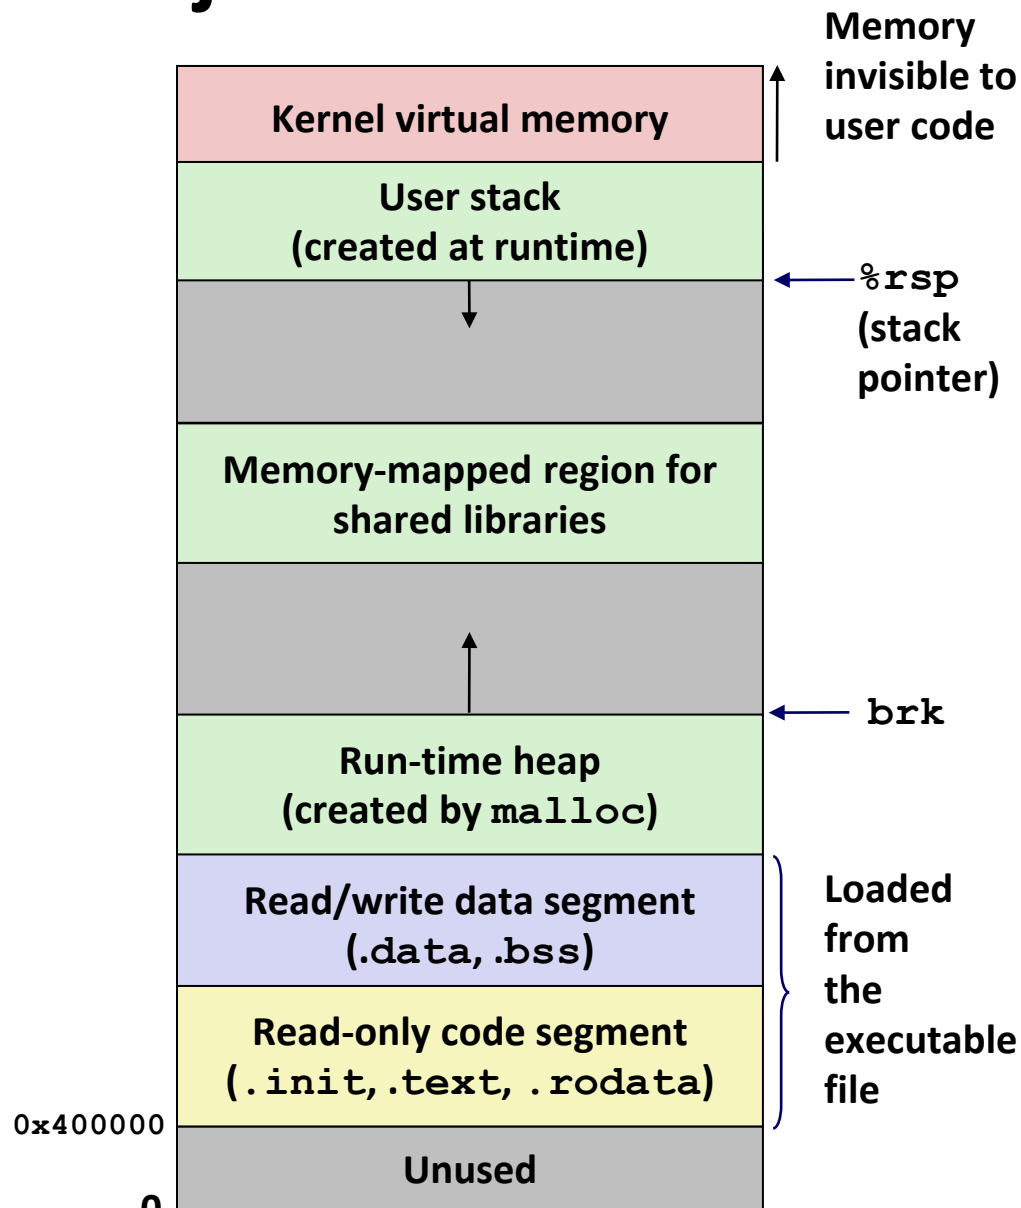 Memory
invisible to
user code
Kernel virtual memory
User stack
(created at runtime)
%rsp
(stack
pointer)
Memory-mapped region for
shared libraries
brk
Run-time heap
(created by malloc)
Read/write data segment
(.data, .bss)
Loaded
from
the
executable
file
Read-only code segment
(.init, .text, .rodata)
0x400000
Unused
0